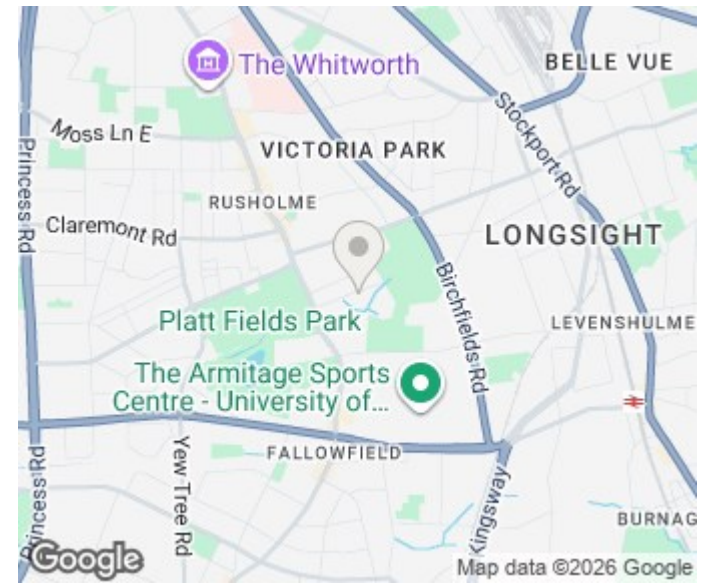 The Whitworth
BELLE VUE
Moss Ln E
Stockport Rd
VICTORIA PARK
Princess Rd
RUSHOLME
Claremont Rd
LONGSIGHT
Birchfields Rd
Platt Fields Park
LEVENSHULME
The Armitage Sports
Centre - University of...
Princess Rd
Yew Tree Rd
FALLOWFIELD
Kingsway
BURNAG
Google
Map data ©2026 Google